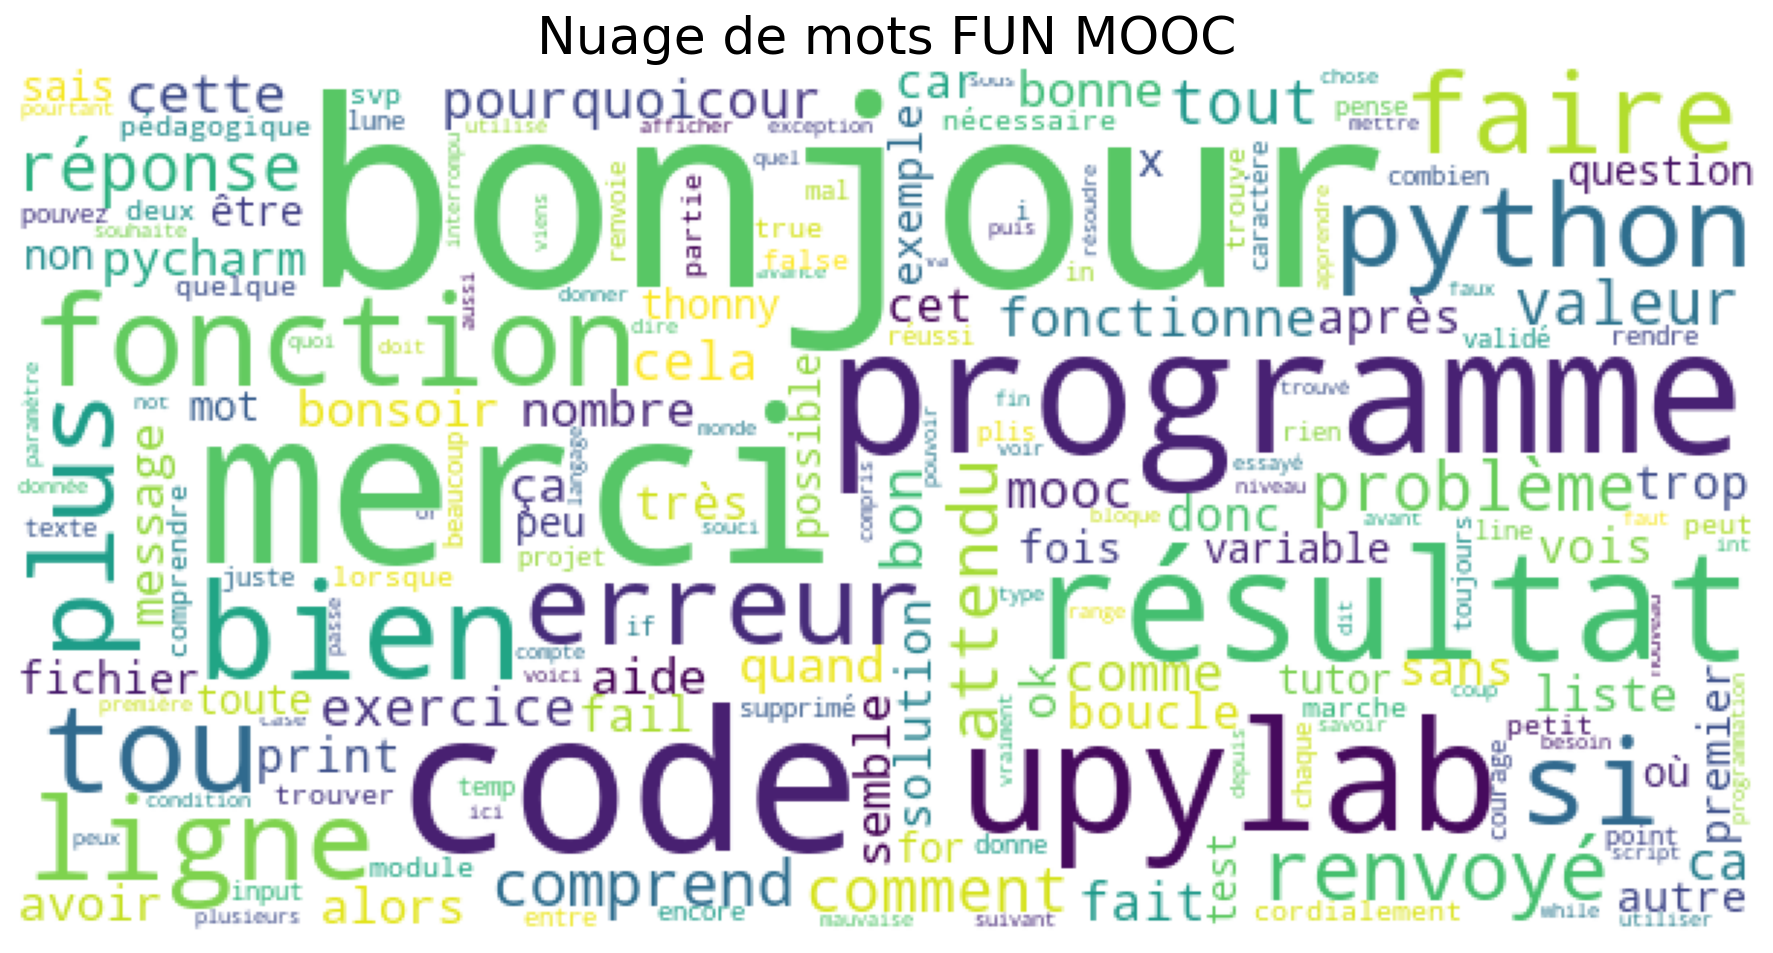 Nuage de mots FUN MOOC
sais
cette
svp
pourquoi
cour
car
sous
bonne
tout
chose
faire
pourtant
pédagogique
lune
utilisé
afficher
exception
nécessaire
pense
mettre
réponse
bonjour
interrompu
renvoie
quel
exemple
x
résoudre
trouve
caractère
combien
question
pouvez
deux
être
souhaite
viens
partie
mal
true
i
puis
apprendre
python
non
pycharm
quelque
aussi
donner
avance
false
va
in
faux
valeur
fonction
quoi
doit
dire
thonny
cela
cet
réussi
fonctionne
après
validé
rendre
paramètre
plus
not
mot
bonsoir
nombre
possible
programme
trouvé
message
merci
beaucoup
ça
langage
monde
très
souci
pouvoir
compris
bon
fin
plis
voir
rien
essayé
niveau
mooc
problème
trop
donnée
texte
comprendre
peu
projet
attendu
bloque
donc
avant
toujours
line
faut
peut
int
fois
variable
vois
juste
lorsque
bien
passe
erreur
if
type
range
résultat
dit
fichier
toute
première
exercice
compte
voici
aide
fail
quand
supprimé
solution
ok
comme
boucle
tutor
marche
savoir
sans
coup
liste
premier
programmation
tou
case
print
condition
trouver
code
temp
ici
semble
vraiment
upylab
depuis
chaque
courage
petit
besoin
si
où
peux
ligne
module
comprend
for
donne
test
renvoyé
point
script
ca
avoir
input
plusieurs
alors
entre
encore
comment
mauvaise
suivant
fait
cordialement
while
autre
utiliser